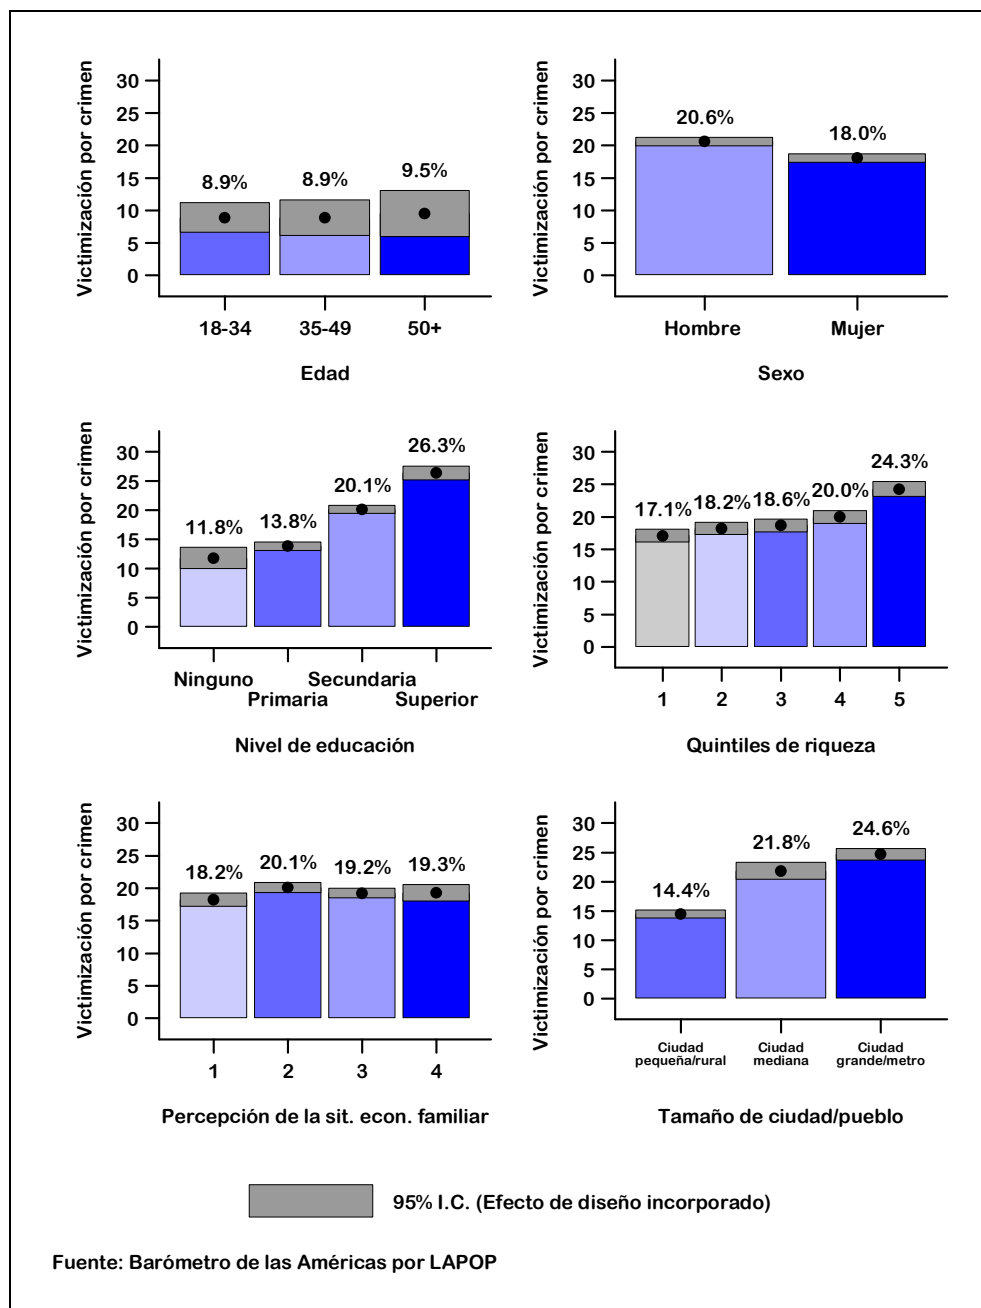 Victimización por crimen
30
25
20
15
10
5
0
8.9%
8.9%
9.5%
18-34
35-49
50+
Edad
Victimización por crimen
30
25
20
15
10
5
0
20.6%
18.0%
Hombre
Mujer
Sexo
Victimización por crimen
30
25
20
15
10
5
0
11.8%
13.8%
20.1%
26.3%
Ninguno
Primaria
Secundaria
Superior
Nivel de educación
Victimización por crimen
30
25
20
15
10
5
0
17.1%
18.2%
18.6%
20.0%
24.3%
1
2
3
4
5
Quintiles de riqueza
Victimización por crimen
30
25
20
15
10
5
0
18.2%
20.1%
19.2%
19.3%
1
2
3
4
Percepción de la sit. econ. familiar
Victimización por crimen
30
25
20
15
10
5
0
14.4%
21.8%
24.6%
Ciudad
pequeña/rural
Ciudad
mediana
Ciudad
grande/metro
Tamaño de ciudad/pueblo
95% I.C. (Efecto de diseño incorporado)
Fuente: Barómetro de las Américas por LAPOP